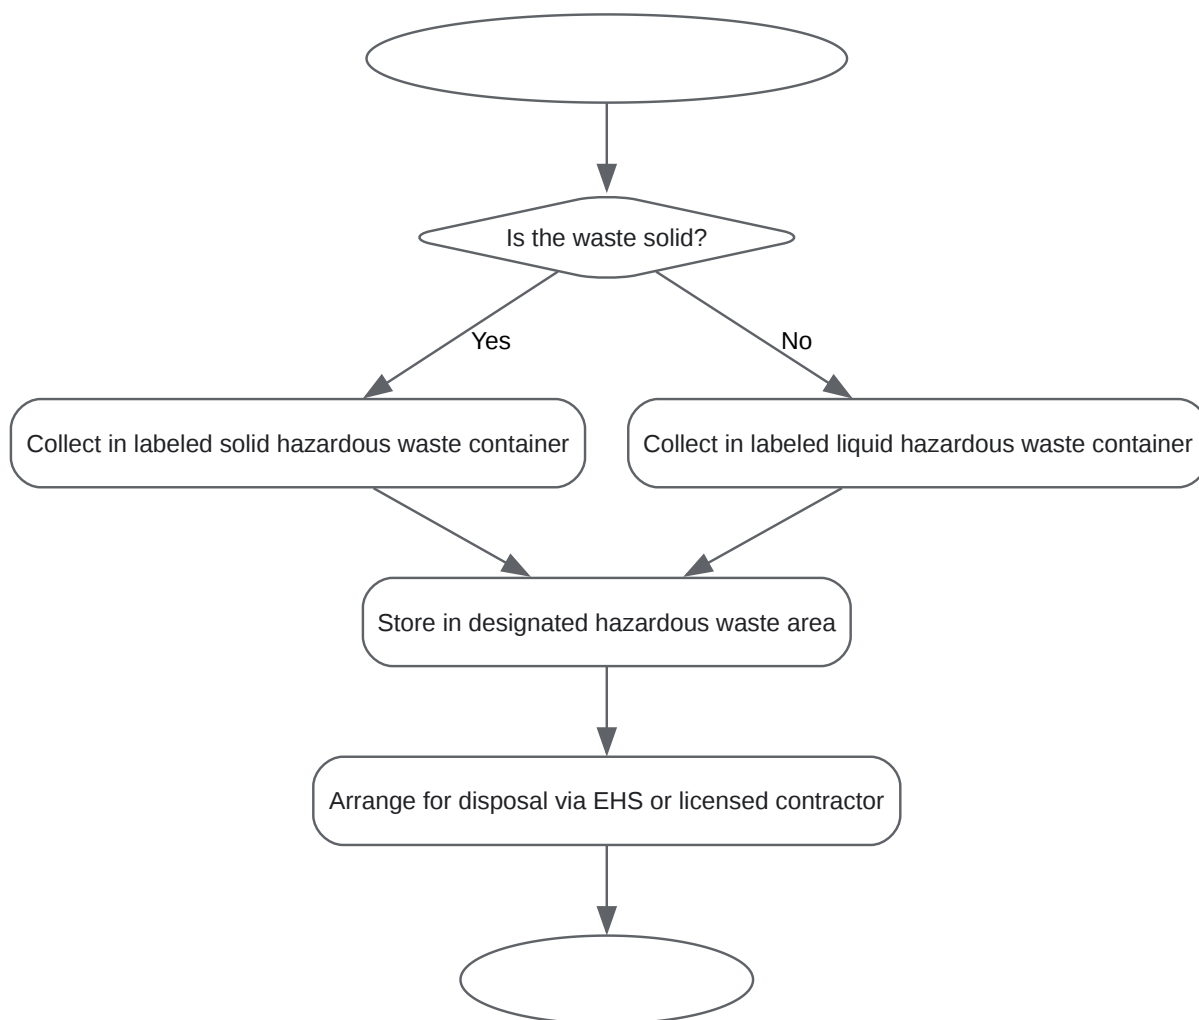 Is the waste solid?
Yes
No
Collect in labeled solid hazardous waste container
Collect in labeled liquid hazardous waste container
Store in designated hazardous waste area
Arrange for disposal via EHS or licensed contractor